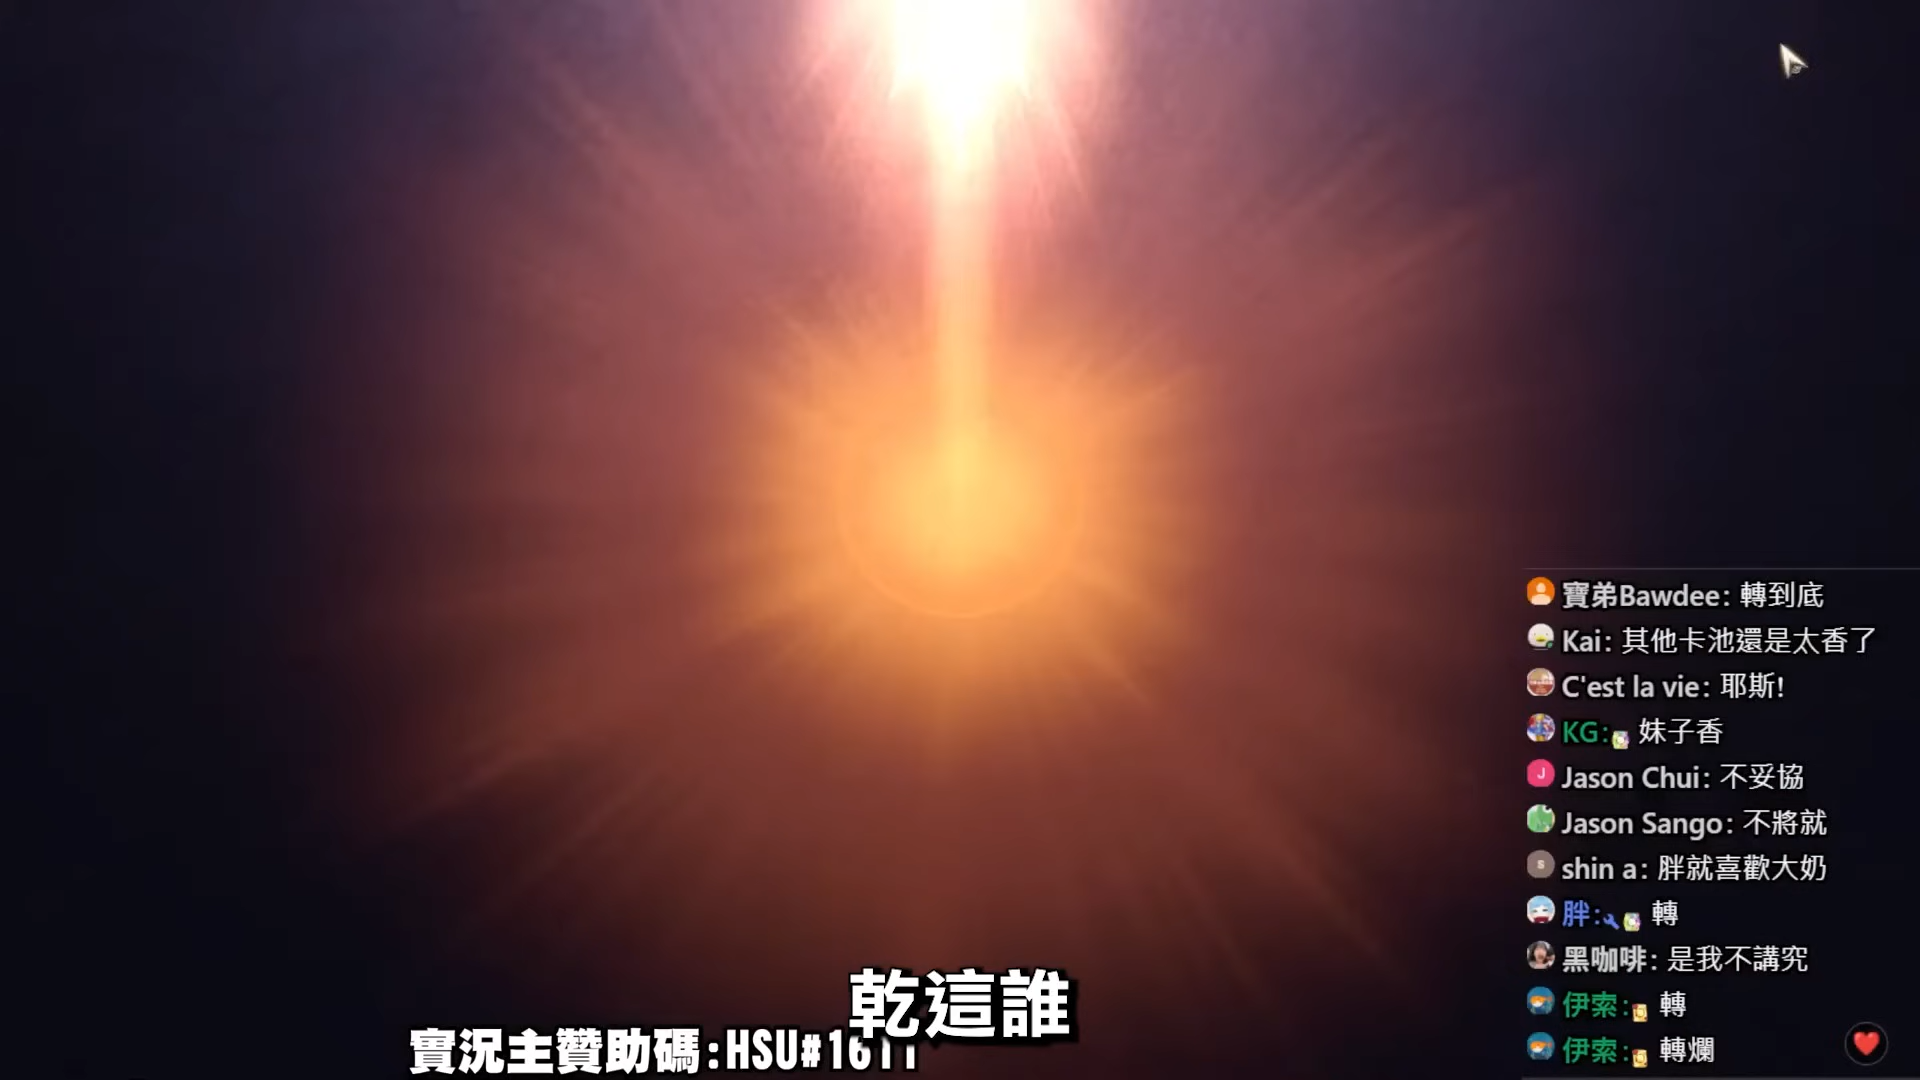 寶弟Bawdee: 轉到底
Kai: 其他卡池還是太香了
C'est la vie: 耶斯!
KG: 妹子香
J
Jason Chui: 不妥協
Jason Sango: 不將就
s
shin a: 胖就喜歡大奶
胖: 轉
黑咖啡: 是我不講究
伊索: 轉
伊索: 轉爛
乾這誰
實況主贊助碼:HSU#1611